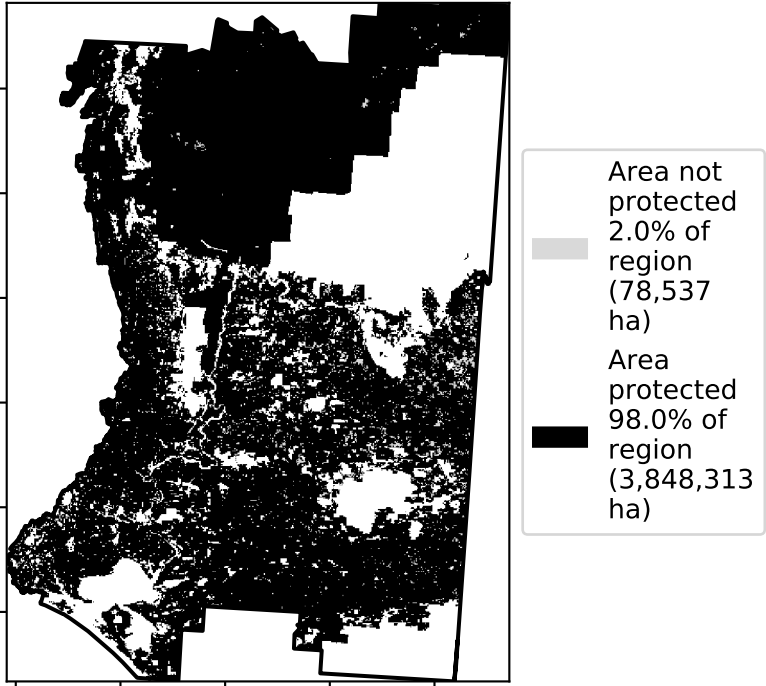 Area not
protected
2.0% of
region
(78,537
ha)
Area
protected
98.0% of
region
(3,848,313
ha)